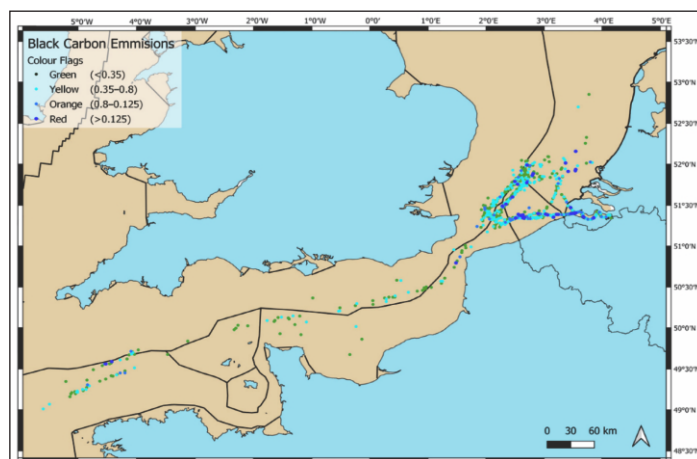 5°0'W 4°0'W 3°0'W 2°0'W 1°0'W 0°0'E 1°0'E 2°0'E 3°0'E 4°0'E 5°0'E
Black Carbon Emmisions
Colour Flags
Green (<0.35)
Yellow (0.35–0.8)
Orange (0.8–0.125)
Red (>0.125)
53°30'N
53°0'N
52°30'N
52°0'N
51°30'N
51°0'N
50°30'N
50°0'N
49°30'N
49°0'N
48°30'N
0 30 60 km